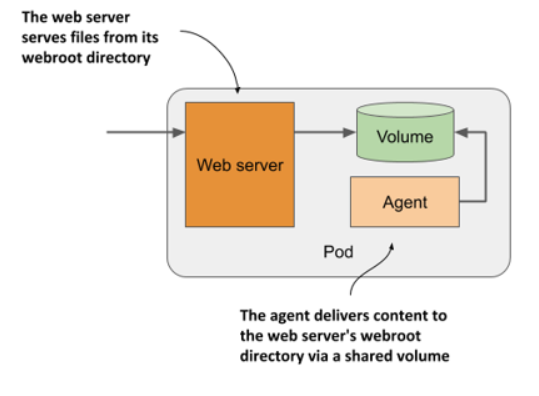 The web server
serves files from its
webroot directory
Web server
Volume
Agent
Pod
The agent delivers content to
the web server's webroot
directory via a shared volume